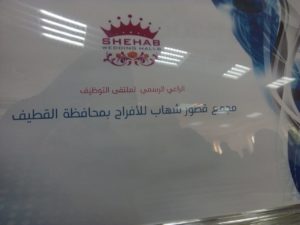 SHEHAB
WEDDING HALLS
الراعي الرسمي لملتقى التوظيف
مجمع قصور شهاب للأفراح بمحافظة القطيف